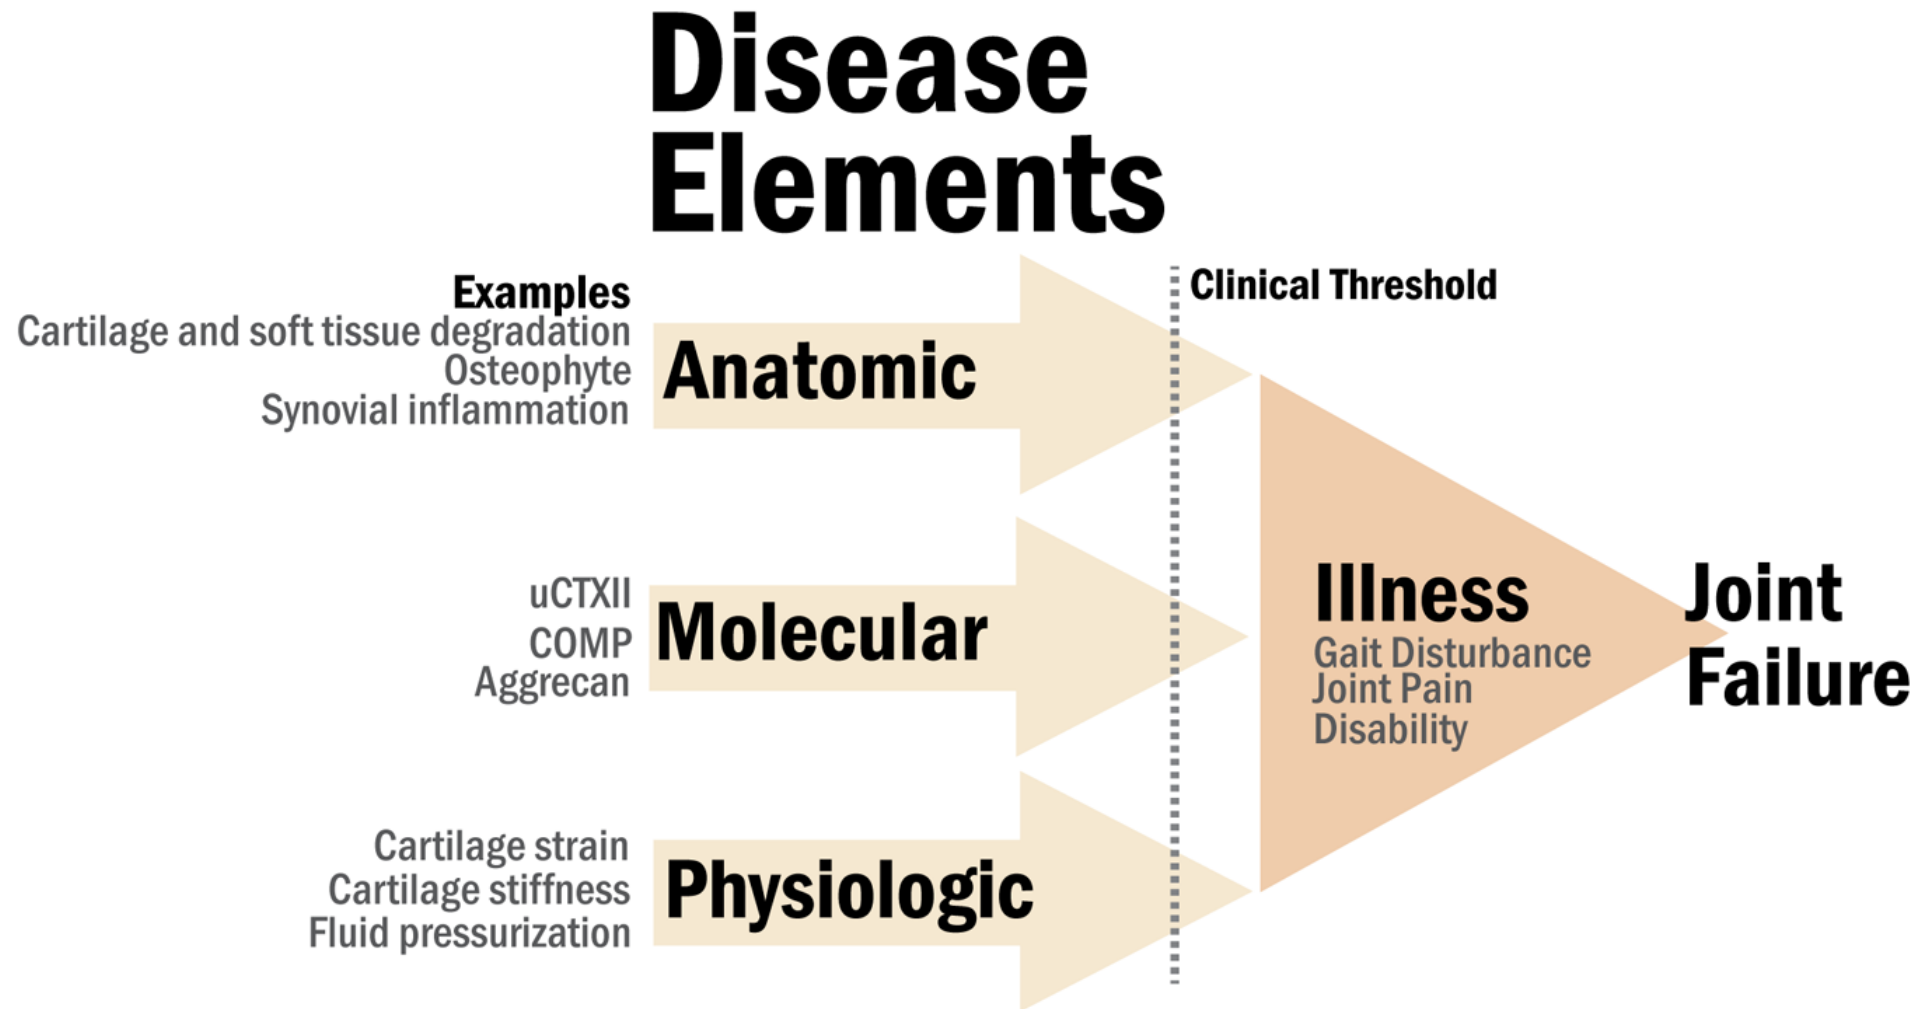 Disease
Elements
Examples
Cartilage and soft tissue degradation
Osteophyte
Synovial inflammation
Anatomic
Clinical Threshold
uCTXII
COMP
Aggrecan
Molecular
Illness
Gait Disturbance
Joint Pain
Disability
Joint
Failure
Cartilage strain
Cartilage stiffness
Fluid pressurization
Physiologic